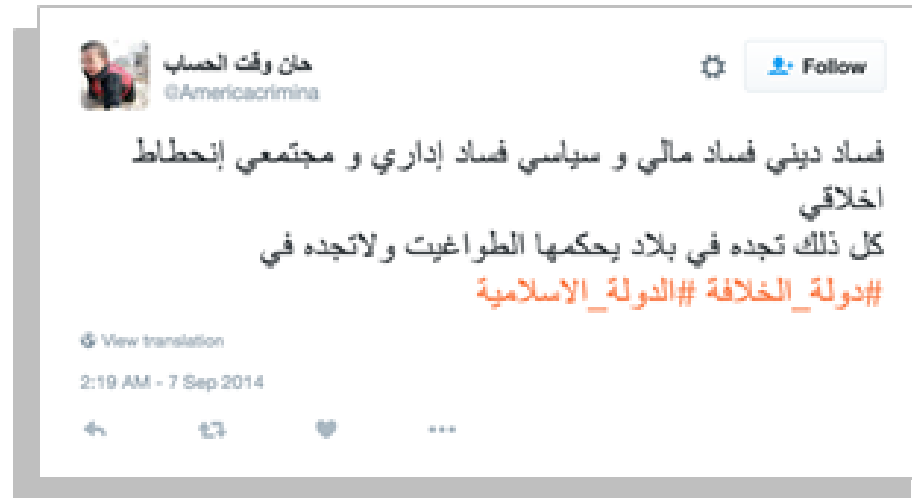 حان وقت الحساب
@Americacrimina
Follow
فساد ديني فساد مالي و سياسي فساد إداري و مجتمعي إنحطاط
اخلاقي
كل ذلك تجده في بلاد يحكمها الطواغيت ولاتجده في
#دولة_الخلافة #الدولة_الاسلامية
View translation
2:19 AM - 7 Sep 2014